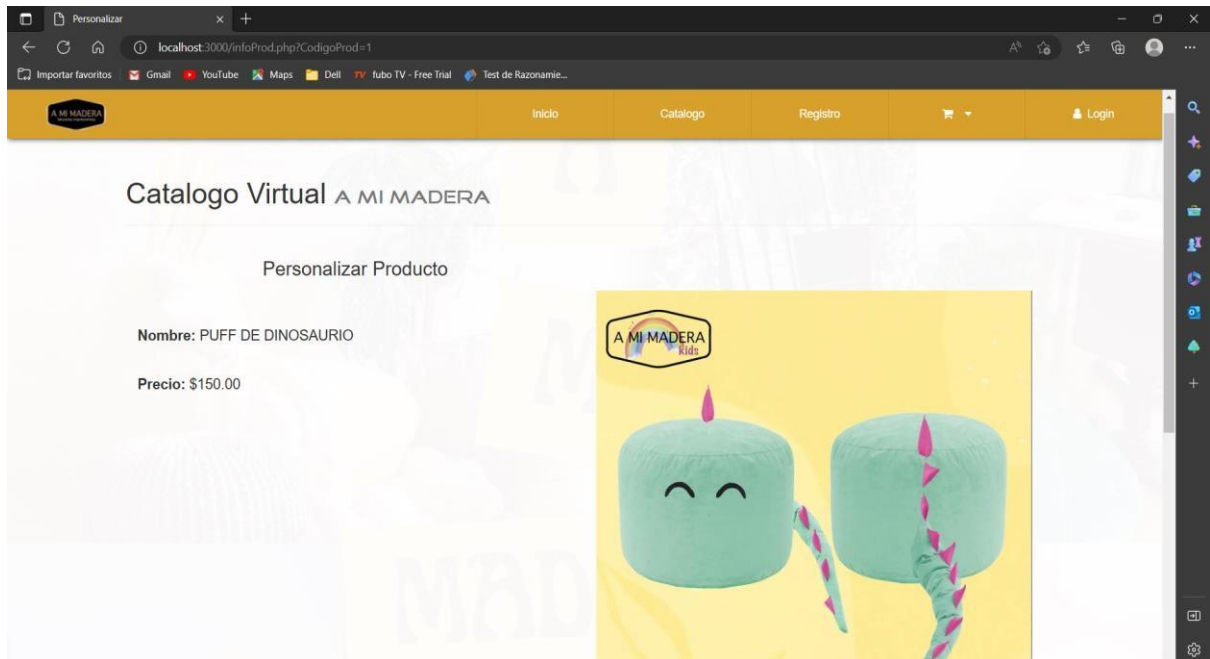 Personalizar
localhost:3000/infoProd.php?CodigoProd=1
Importar favoritos Gmail YouTube Maps Dell fubo TV - Free Trial Test de Razonamie...
A MI MADERA Inicio Catalogo Registro Login
Catalogo Virtual A MI MADERA
Personalizar Producto
Nombre: PUFF DE DINOSAURIO
Precio: $150.00
A MI MADERA
kids
MAD